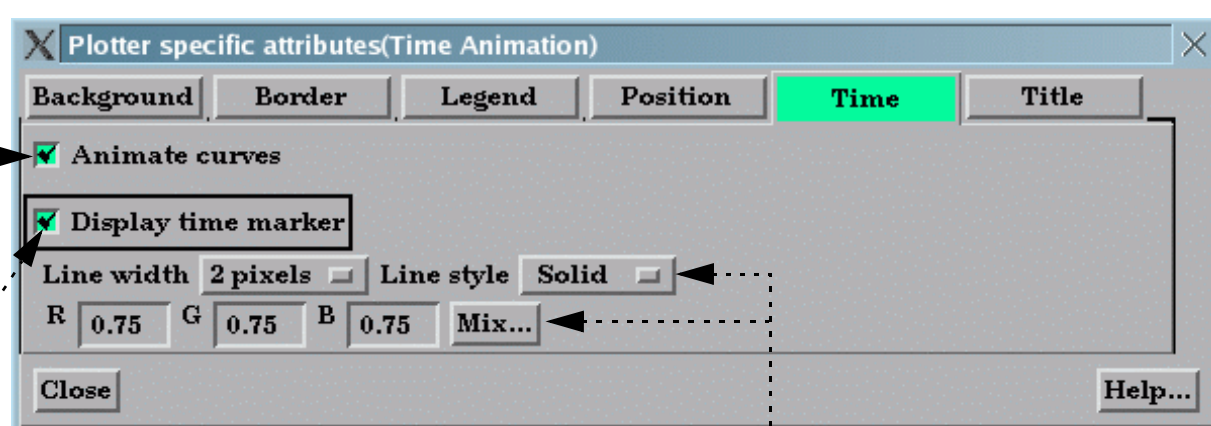 Plotter specific attributes(Time Animation)
Background Border Legend Position Time Title
Animate curves
Display time marker
Line width 2 pixels Line style Solid
R 0.75 G 0.75 B 0.75 Mix...
Close Help...